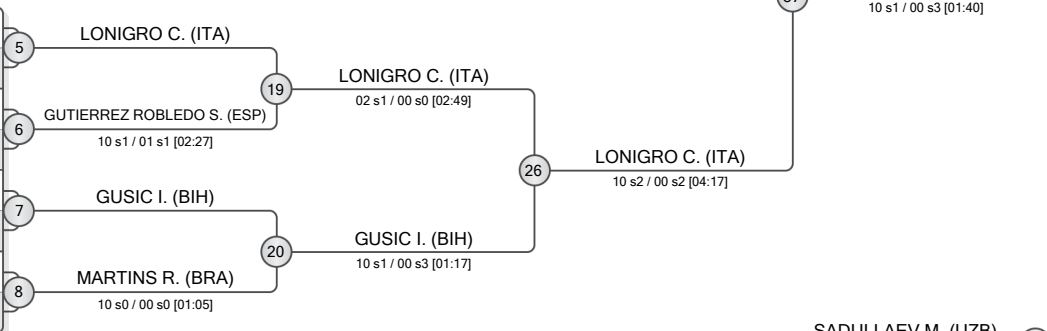 10 s1 / 00 s3 [01:40]
5
LONIGRO C. (ITA)
19
LONIGRO C. (ITA)
02 s1 / 00 s0 [02:49]
6
GUTIERREZ ROBLEDO S. (ESP)
10 s1 / 01 s1 [02:27]
26
LONIGRO C. (ITA)
10 s2 / 00 s2 [04:17]
7
GUSIC I. (BIH)
20
GUSIC I. (BIH)
10 s1 / 00 s3 [01:17]
8
MARTINS R. (BRA)
10 s0 / 00 s0 [01:05]
SADULLAEV M. (UZB)